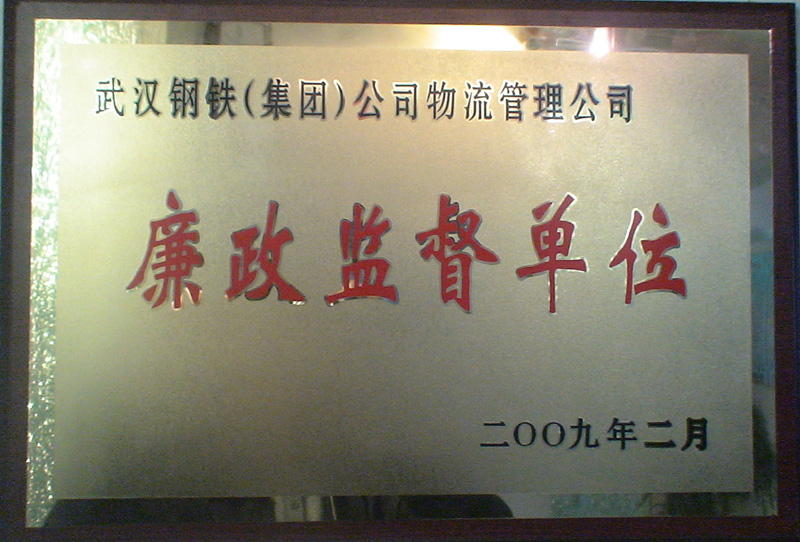 武汉钢铁(集团)公司物流管理公司
廉政监督单位
二〇〇九年二月